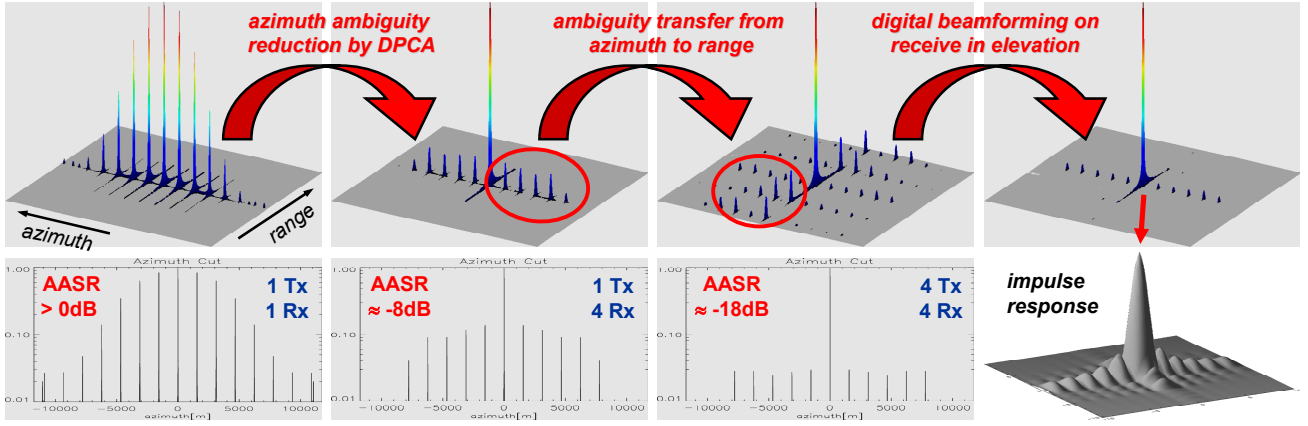 azimuth ambiguity
reduction by DPCA
ambiguity transfer from
azimuth to range
digital beamforming on
receive in elevation
azimuth
range
Azimuth Cut
AASR
> 0dB
1 Tx
1 Rx
1.00
0.10
0.01
-10000 -5000 0 5000 10000
azimuth[m]
Azimuth Cut
AASR
≈ -8dB
1 Tx
4 Rx
1.00
0.10
0.01
-10000 -5000 0 5000 10000
azimuth[m]
Azimuth Cut
AASR
≈ -18dB
4 Tx
4 Rx
1.00
0.10
0.01
-10000 -5000 0 5000 10000
azimuth[m]
impulse
response